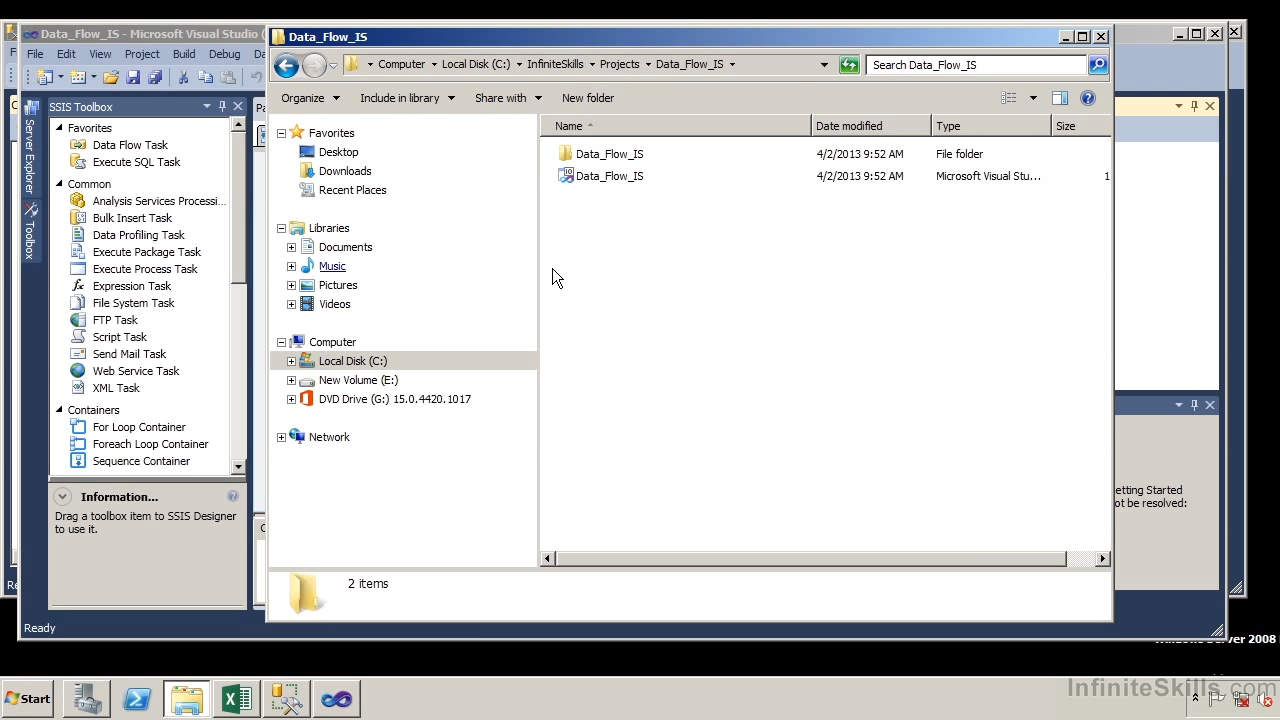 Data_Flow_IS - Microsoft Visual Studio (
Data_Flow_IS
File Edit View Project Build
Computer Local Disk (C:) InfiniteSkills Projects Data_Flow_IS
Search Data_Flow_IS
Organize Include in library Share with New folder
SSIS Toolbox
Server Explorer
Toolbox
Favorites
Data Flow Task
Execute SQL Task
Common
Analysis Services Processi...
Bulk Insert Task
Data Profiling Task
Execute Package Task
Execute Process Task
Expression Task
File System Task
FTP Task
Script Task
Send Mail Task
Web Service Task
XML Task
Containers
For Loop Container
Foreach Loop Container
Sequence Container
Information...
Drag a toolbox item to SSIS Designer
to use it.
Ready
Favorites
Desktop
Downloads
Recent Places
Libraries
Documents
Music
Pictures
Videos
Computer
Local Disk (C:)
New Volume (E:)
DVD Drive (G:) 15.0.4420.1017
Network
Name Date modified Type Size
Data_Flow_IS 4/2/2013 9:52 AM File folder
Data_Flow_IS 4/2/2013 9:52 AM Microsoft Visual Stu... 1
2 items
etting Started
ot be resolved:
Windows Server 2008
Start
InfiniteSkills.com